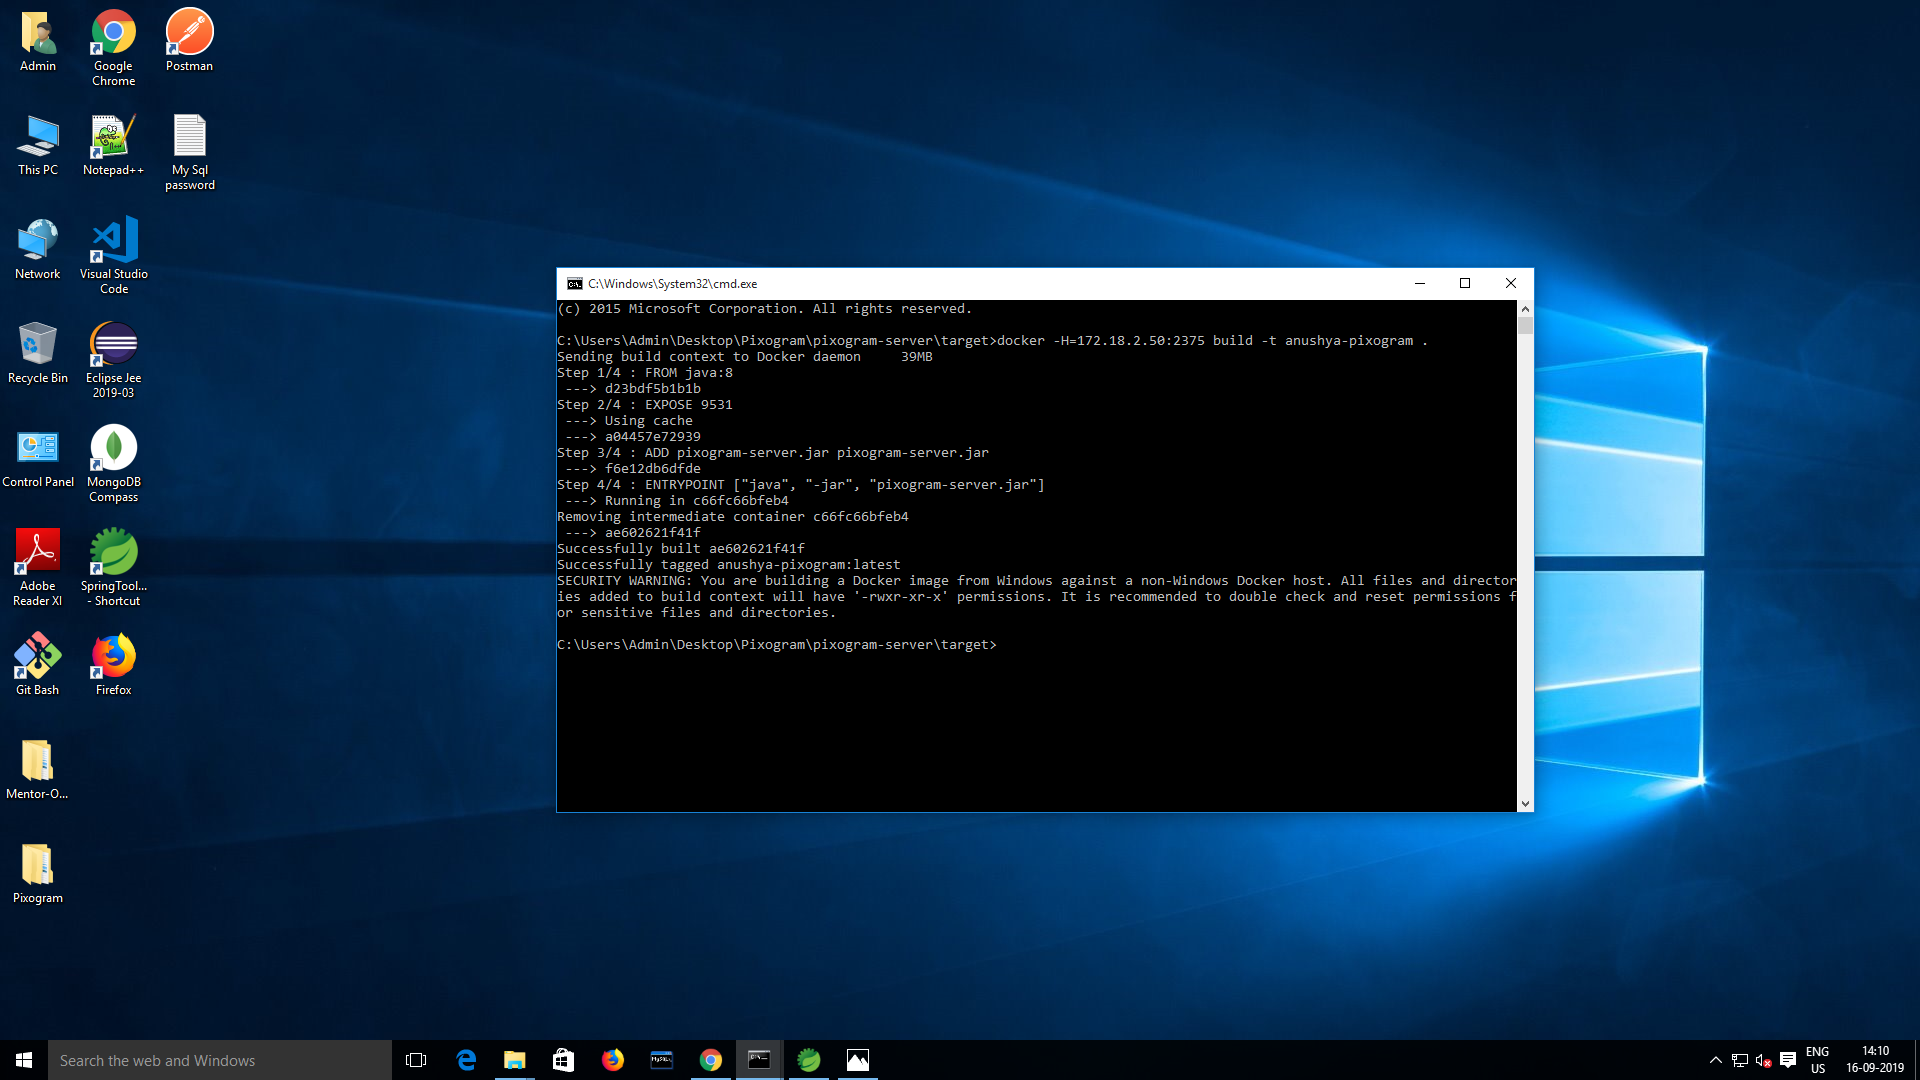 Admin
Google
Chrome
Postman
This PC
Notepad++
My Sql
password
Network
Visual Studio
Code
Recycle Bin
Eclipse Jee
2019-03
Control Panel
MongoDB
Compass
Adobe
Reader XI
SpringTool...
- Shortcut
Git Bash
Firefox
Mentor-O...
Pixogram
C:\Windows\System32\cmd.exe
(c) 2015 Microsoft Corporation. All rights reserved.
C:\Users\Admin\Desktop\Pixogram\pixogram-server\target>docker -H=172.18.2.50:2375 build -t anushya-pixogram .
Sending build context to Docker daemon     39MB
Step 1/4 : FROM java:8
 ---> d23bdf5b1b1b
Step 2/4 : EXPOSE 9531
 ---> Using cache
 ---> a04457e72939
Step 3/4 : ADD pixogram-server.jar pixogram-server.jar
 ---> f6e12db6dfde
Step 4/4 : ENTRYPOINT ["java", "-jar", "pixogram-server.jar"]
 ---> Running in c66fc66bfeb4
Removing intermediate container c66fc66bfeb4
 ---> ae602621f41f
Successfully built ae602621f41f
Successfully tagged anushya-pixogram:latest
SECURITY WARNING: You are building a Docker image from Windows against a non-Windows Docker host. All files and director
ies added to build context will have '-rwxr-xr-x' permissions. It is recommended to double check and reset permissions f
or sensitive files and directories.
C:\Users\Admin\Desktop\Pixogram\pixogram-server\target>
Search the web and Windows
MySQL
ENG
US
14:10
16-09-2019